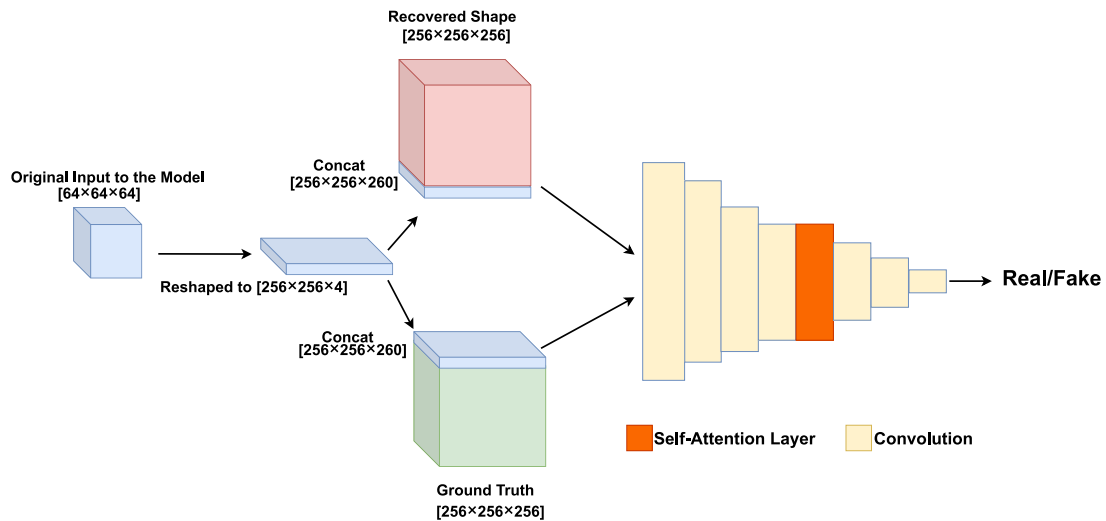 Recovered Shape
[256×256×256]
Concat
[256×256×260]
Original Input to the Model
[64×64×64]
Reshaped to [256×256×4]
Real/Fake
Concat
[256×256×260]
Self-Attention Layer
Convolution
Ground Truth
[256×256×256]